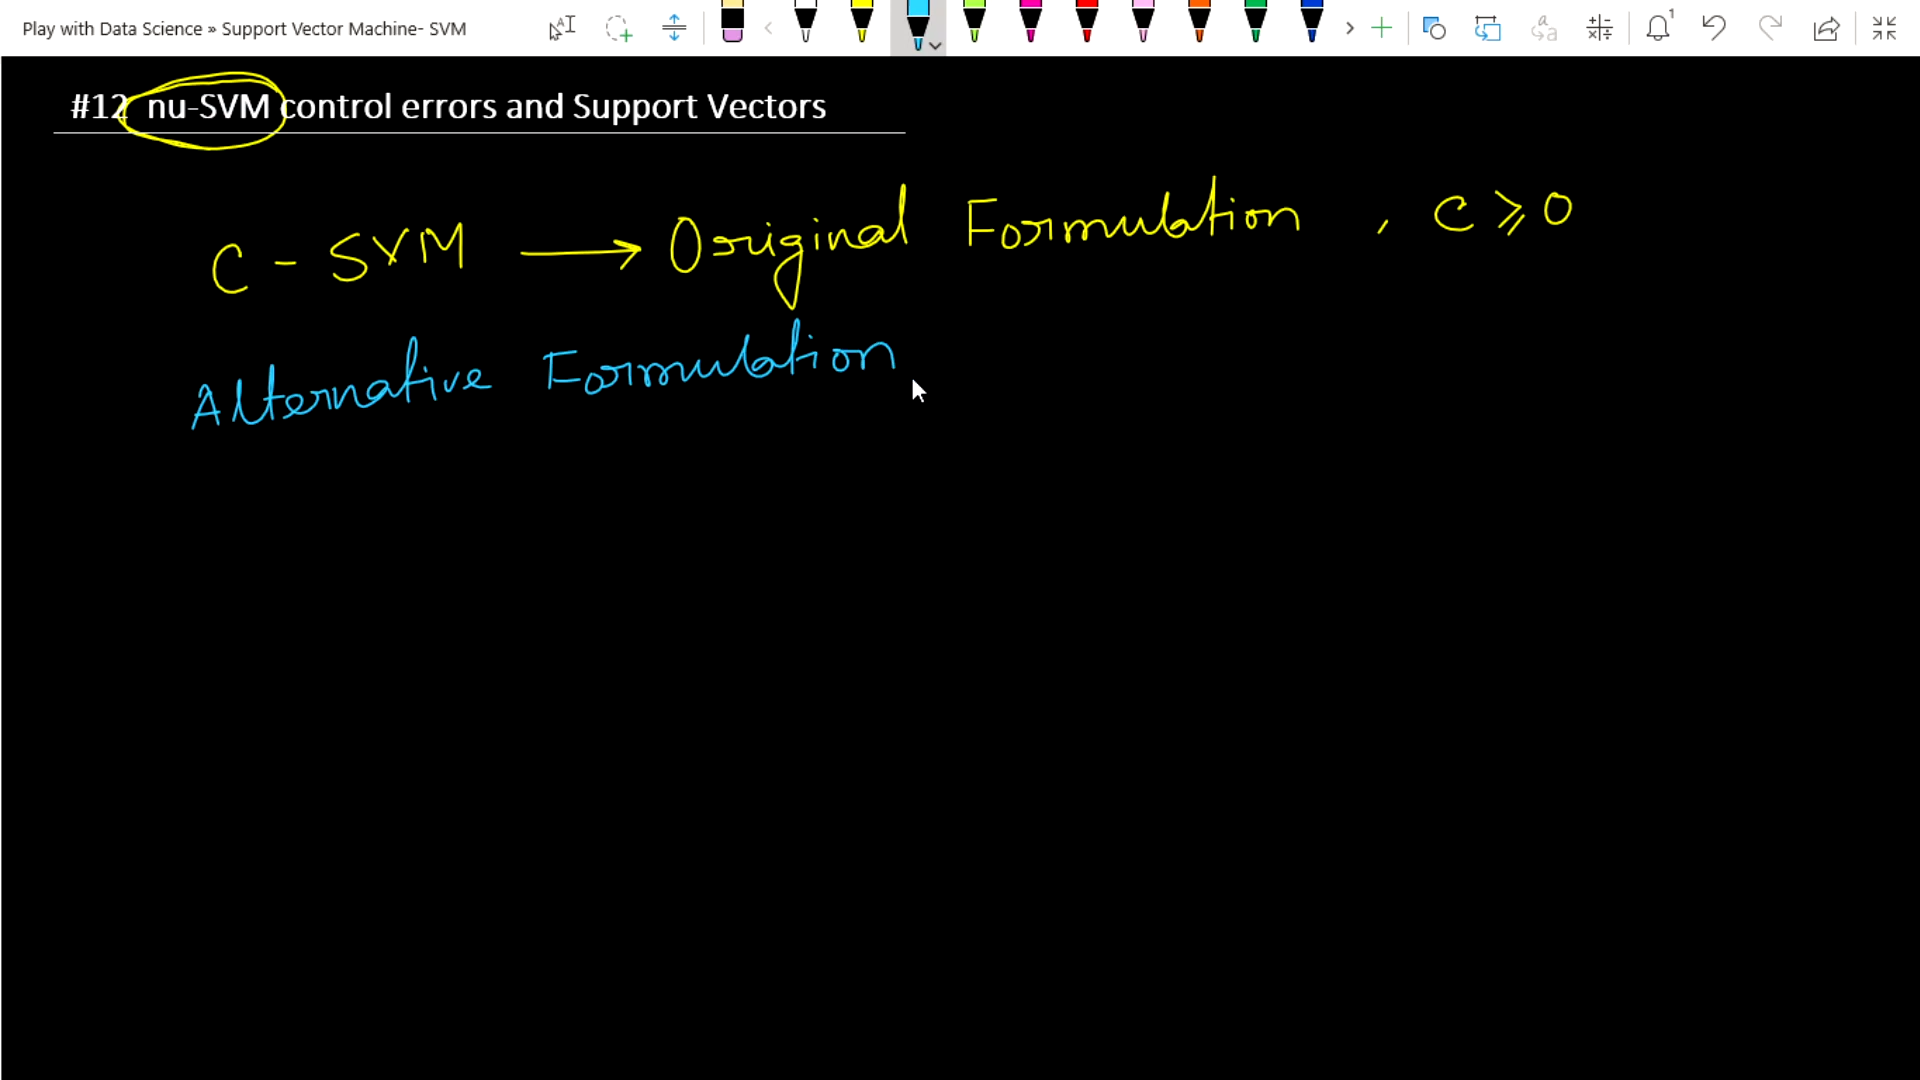 Play with Data Science » Support Vector Machine- SVM
#12 nu-SVM control errors and Support Vectors
C - SVM → Original Formulation , C ⩾ 0
Alternative Formulation